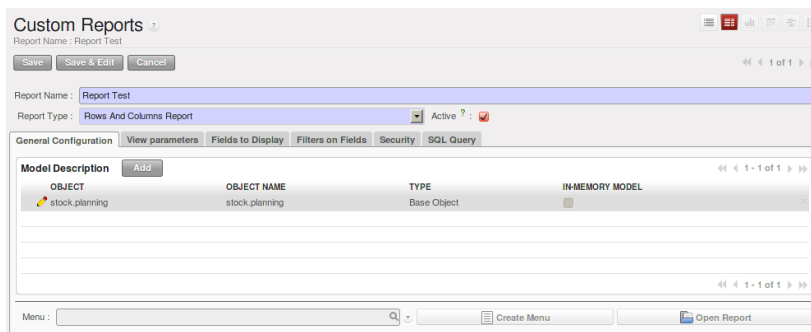 Custom Reports ?
Report Name : Report Test
Save Save & Edit Cancel 1 of 1
Report Name : Report Test
Report Type : Rows And Columns Report Active ? :
General Configuration View parameters Fields to Display Filters on Fields Security SQL Query
Model Description Add 1 - 1 of 1
OBJECT OBJECT NAME TYPE IN-MEMORY MODEL
stock.planning stock.planning Base Object
1 - 1 of 1
Menu : Create Menu Open Report